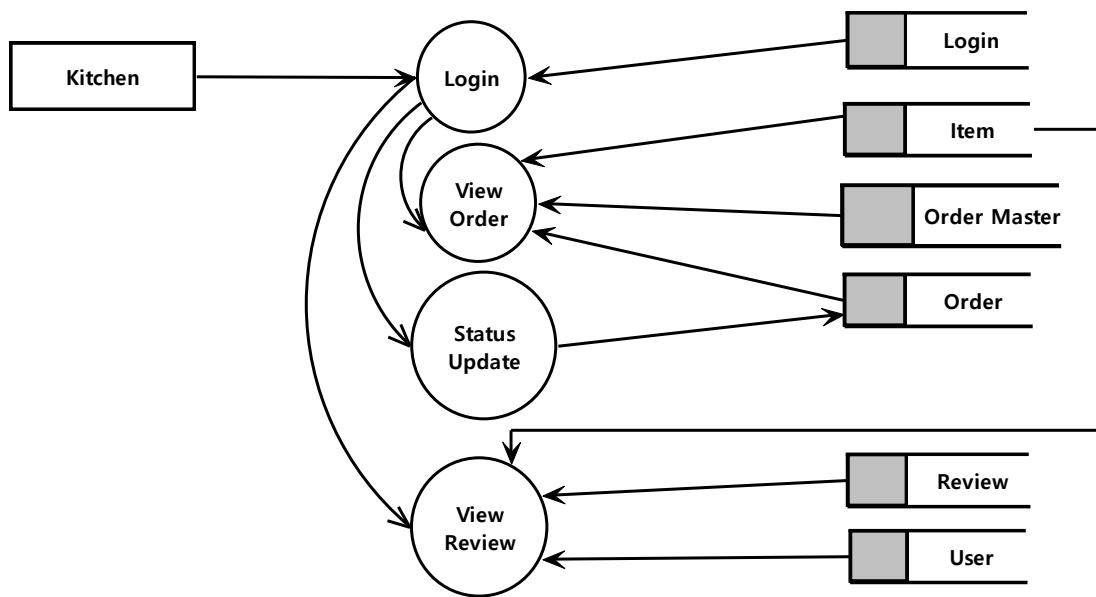 Kitchen
Login
Login
Item
View
Order
Order Master
Order
Status
Update
View
Review
Review
User